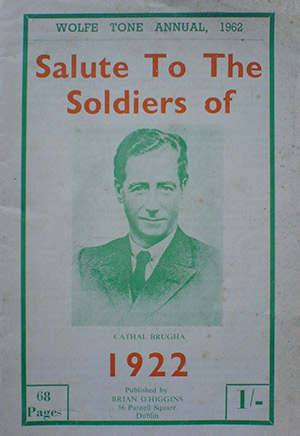 WOLFE TONE ANNUAL, 1962
Salute To The
Soldiers of
CATHAL BRUGHA
1922
68
Pages
Published by
BRIAN O'HIGGINS
56 Parnell Square
Dublin
1/-